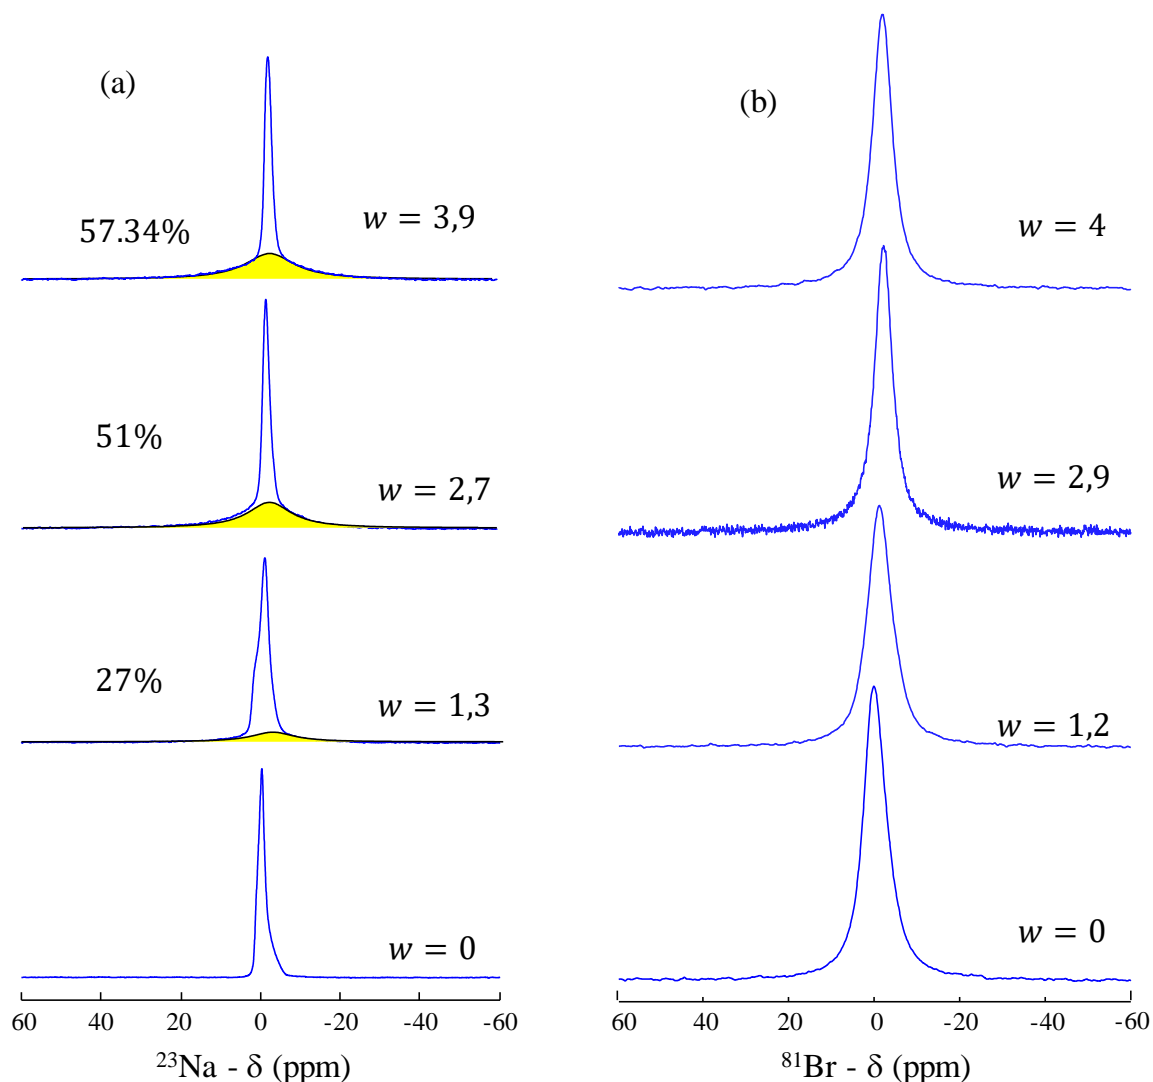 (a)
57.34%
w = 3,9
51%
w = 2,7
27%
w = 1,3
w = 0
60 40 20 0 -20 -40 -60
²³Na - δ (ppm)
(b)
w = 4
w = 2,9
w = 1,2
w = 0
60 40 20 0 -20 -40 -60
⁸¹Br - δ (ppm)